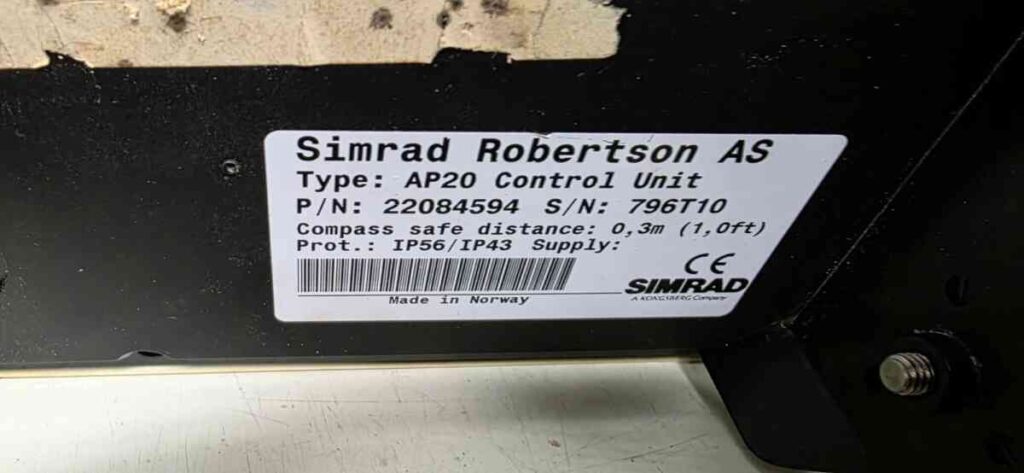 Simrad Robertson AS
Type: AP20 Control Unit
P/N: 22084594 S/N: 796T10
Compass safe distance: 0,3m (1,0ft)
Prot.: IP56/IP43 Supply:
CE
SIMRAD
A KONGSBERG Company
Made in Norway